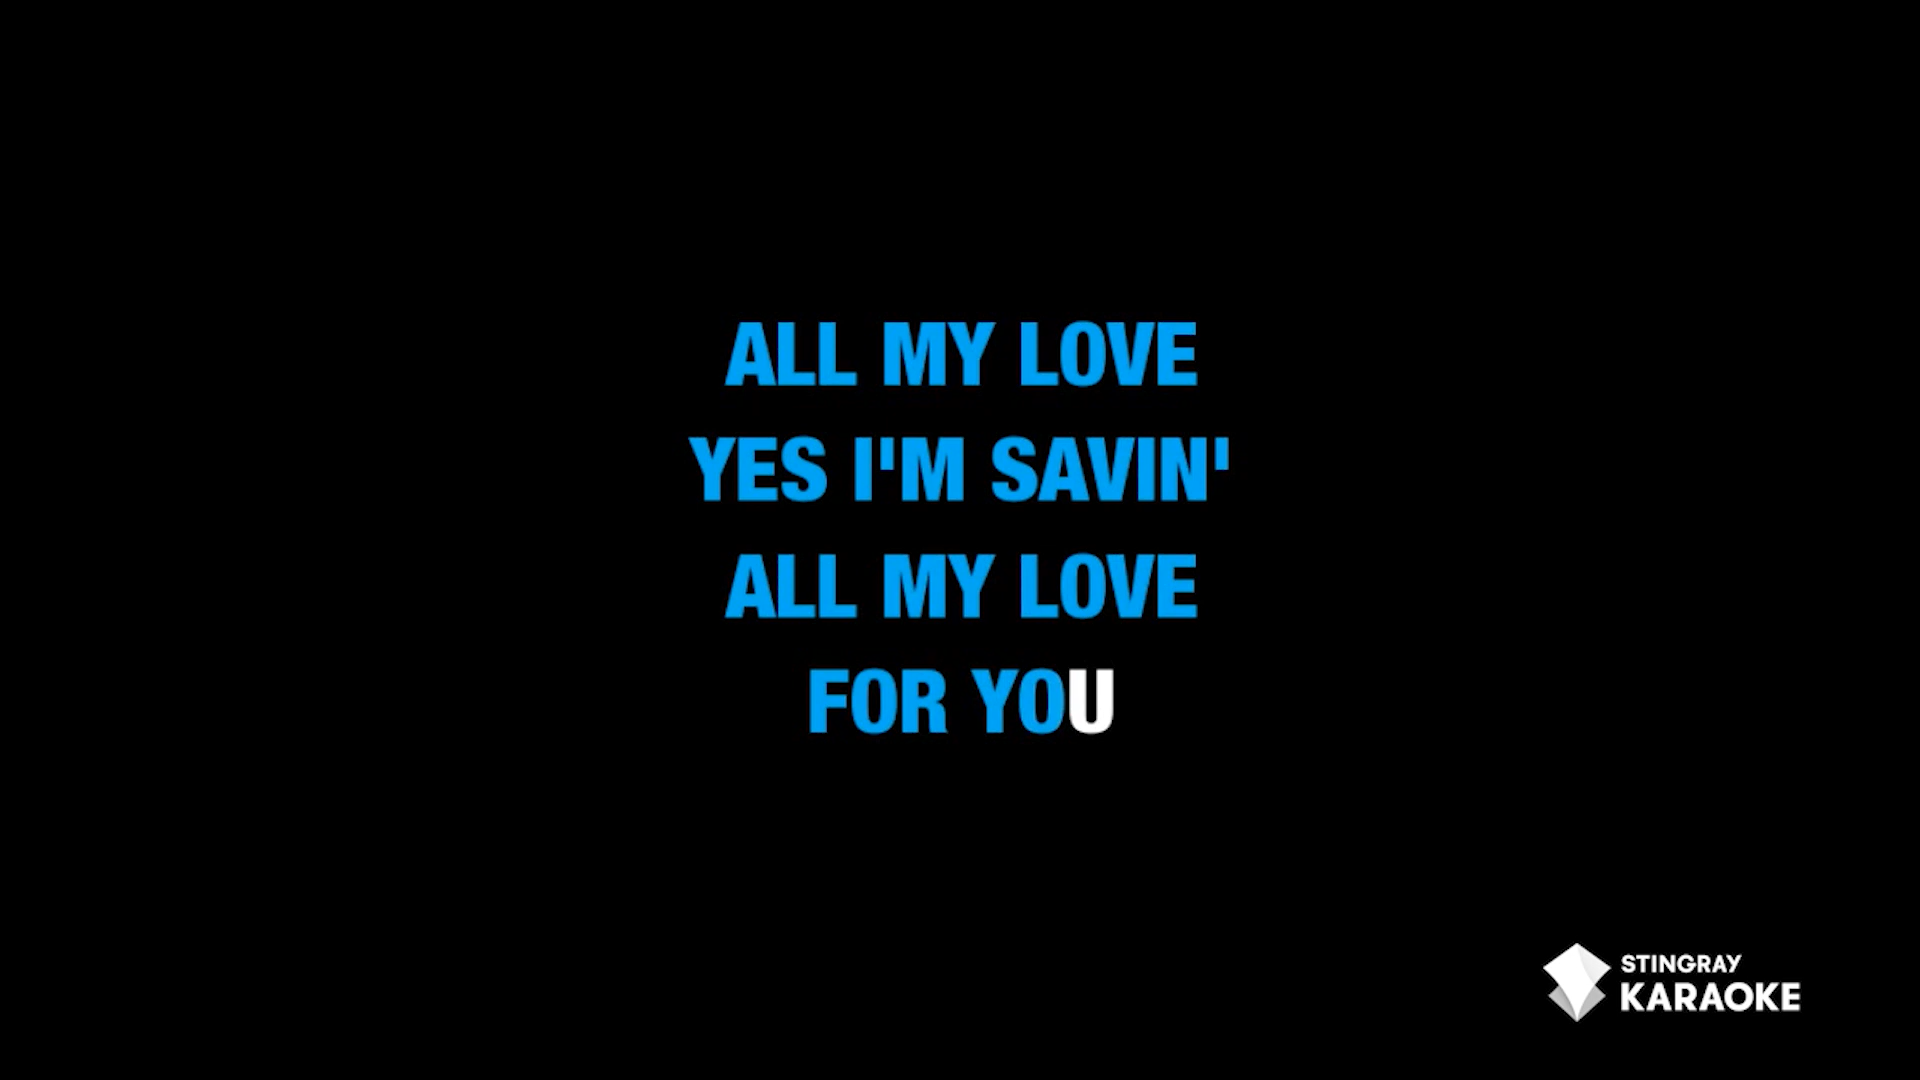 ALL MY LOVE
YES I'M SAVIN'
ALL MY LOVE
FOR YOU
STINGRAY
KARAOKE